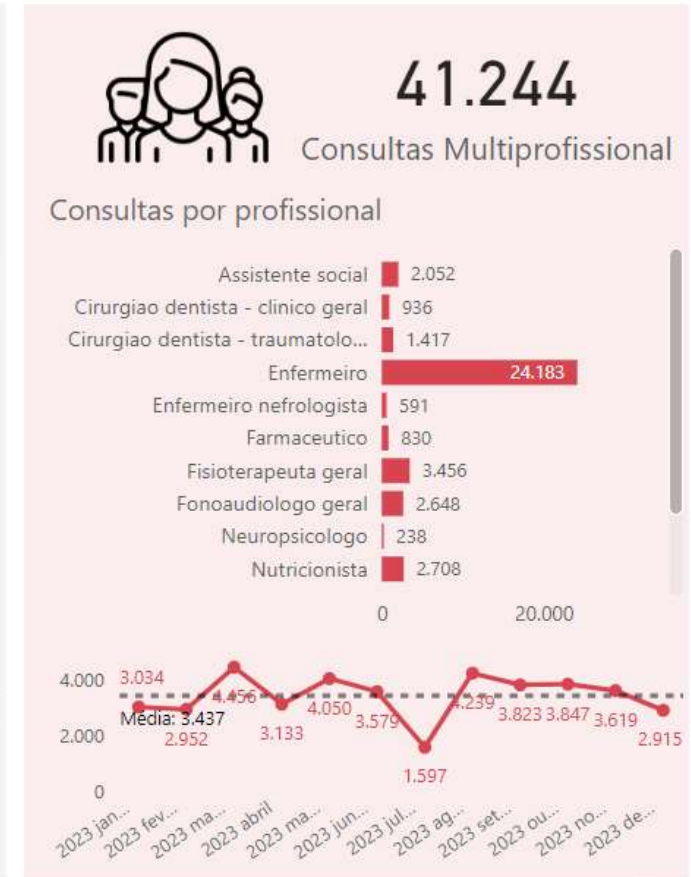 41.244
Consultas Multiprofissional
Consultas por profissional
Assistente social 2.052
Cirurgiao dentista - clinico geral 936
Cirurgiao dentista - traumatolo... 1.417
Enfermeiro 24.183
Enfermeiro nefrologista 591
Farmaceutico 830
Fisioterapeuta geral 3.456
Fonoaudiologo geral 2.648
Neuropsicologo 238
Nutricionista 2.708
0 20.000
4.000
2.000
0
3.034
2.952
4.456
3.133
4.050
3.579
1.597
4.239
3.823
3.847
3.619
2.915
Média: 3.437
2023 jan...
2023 fev...
2023 ma...
2023 abril
2023 ma...
2023 jun...
2023 jul...
2023 ag...
2023 set...
2023 ou...
2023 no...
2023 de...